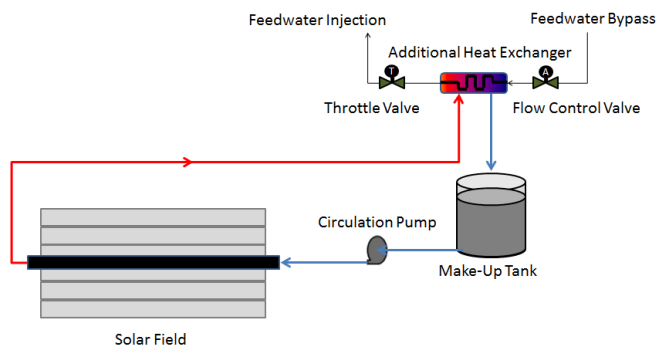 Feedwater Injection
Feedwater Bypass
Additional Heat Exchanger
T
A
Throttle Valve
Flow Control Valve
Circulation Pump
Make-Up Tank
Solar Field